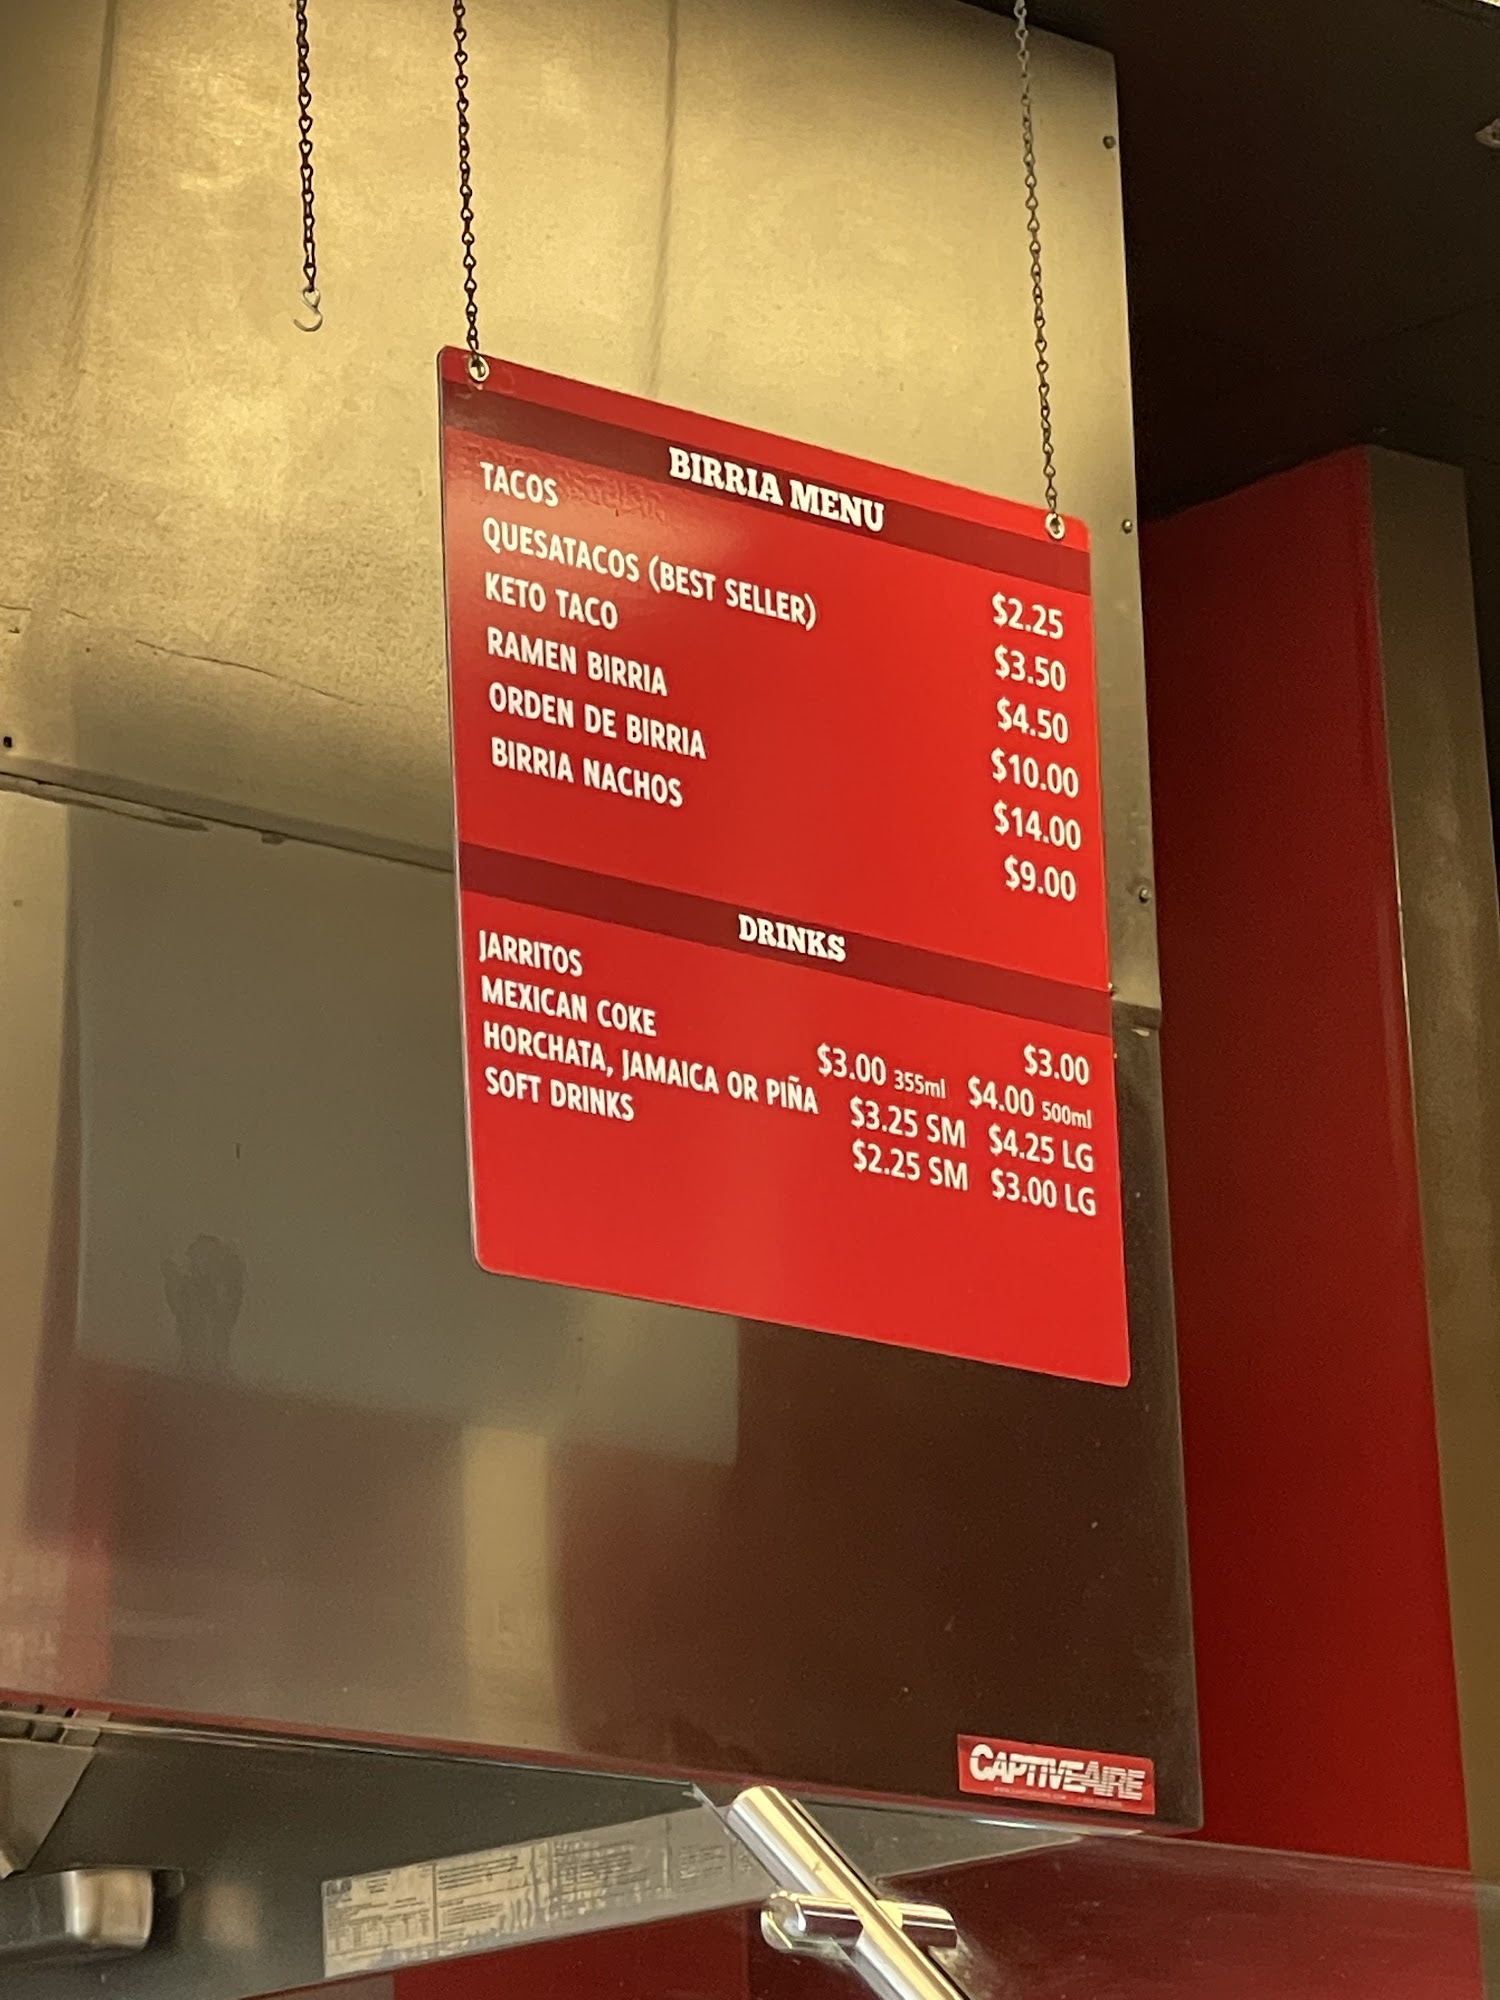 BIRRIA MENU
TACOS $2.25
QUESATACOS (BEST SELLER) $3.50
KETO TACO $4.50
RAMEN BIRRIA $10.00
ORDEN DE BIRRIA $14.00
BIRRIA NACHOS $9.00
DRINKS
JARRITOS $3.00
MEXICAN COKE $3.00 355ml $4.00 500ml
HORCHATA, JAMAICA OR PIÑA $3.25 SM $4.25 LG
SOFT DRINKS $2.25 SM $3.00 LG
CAPTIVEAIRE